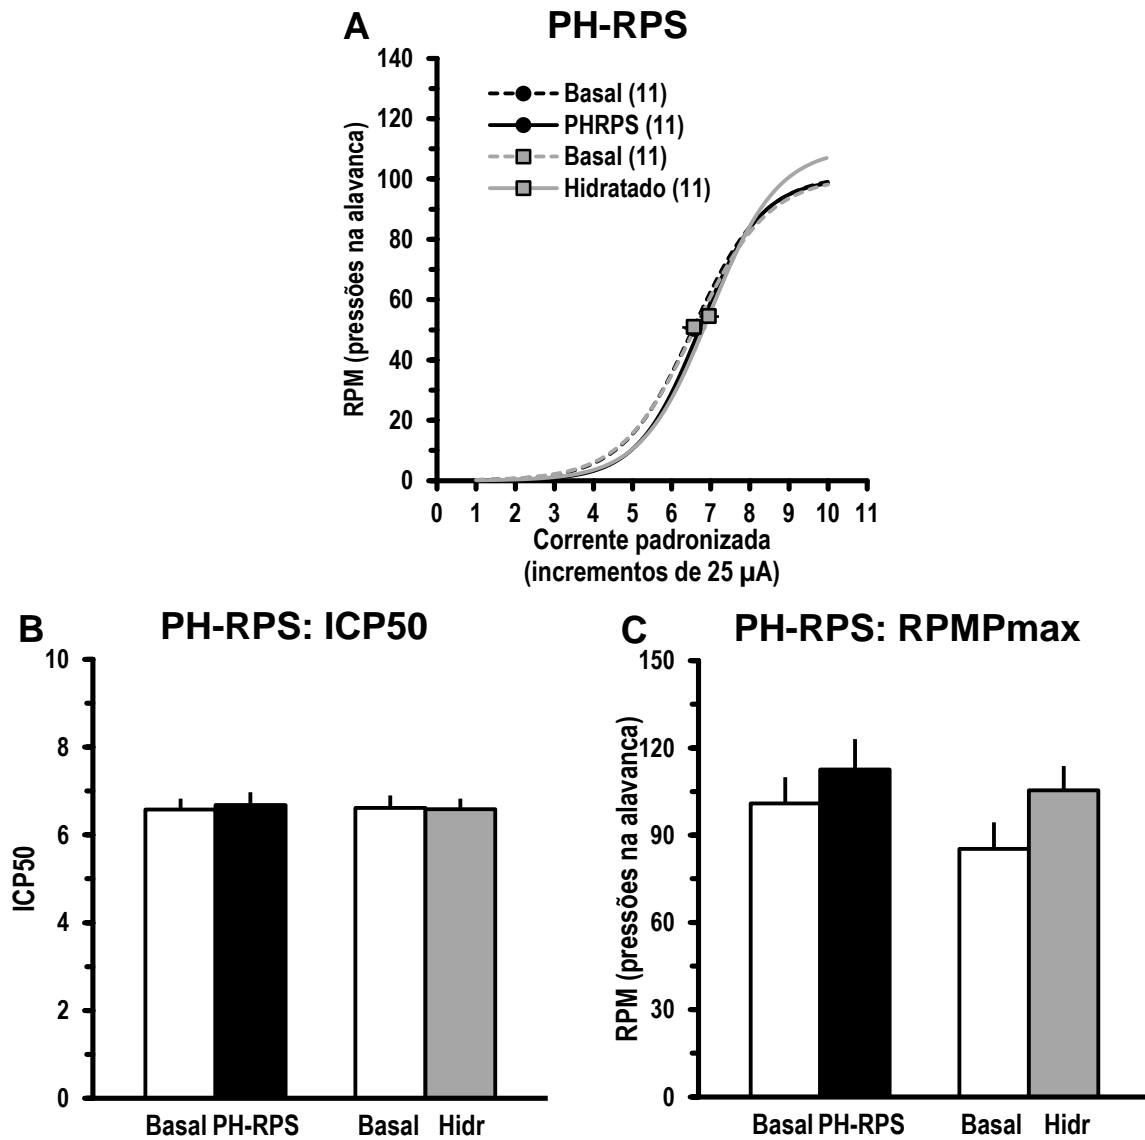 A
PH-RPS
RPM (pressões na alavanca)
140
120
100
80
60
40
20
0
Basal (11)
PHRPS (11)
Basal (11)
Hidratado (11)
0 1 2 3 4 5 6 7 8 9 10 11
Corrente padronizada
(incrementos de 25 µA)
B
PH-RPS: ICP50
ICP50
10
8
6
4
2
0
Basal PH-RPS Basal Hidr
C
PH-RPS: RPMPmax
RPM (pressões na alavanca)
150
120
90
60
30
0
Basal PH-RPS Basal Hidr